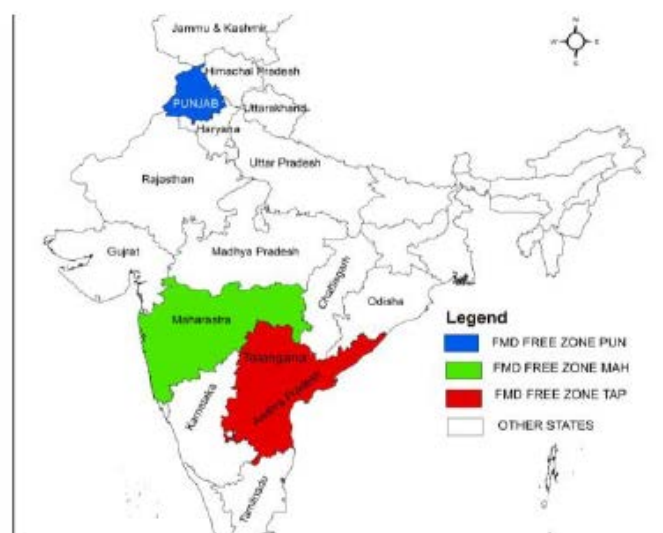 Jammu & Kashmir
N
W
E
S
Himachal Pradesh
PUNJAB
Uttarakhand
Haryana
Uttar Pradesh
Rajasthan
Gujrat
Madhya Pradesh
Chattisgarh
Odisha
Maharastra
Telangana
Andhra Pradesh
Karnataka
Tamilnadu
Legend
FMD FREE ZONE PUN
FMD FREE ZONE MAH
FMD FREE ZONE TAP
OTHER STATES